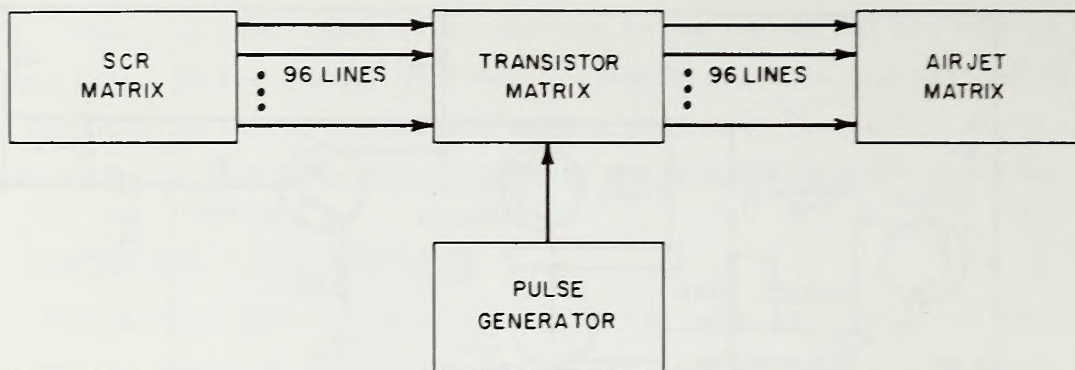 SCR
MATRIX
96 LINES
TRANSISTOR
MATRIX
96 LINES
AIRJET
MATRIX
PULSE
GENERATOR